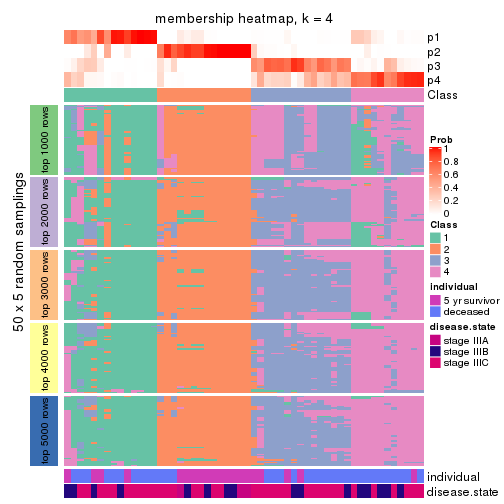 membership heatmap, k = 4
p1
p2
p3
p4
Class
50 x 5 random samplings
top 1000 rows
top 2000 rows
top 3000 rows
top 4000 rows
top 5000 rows
individual
disease.state
Prob
1
0.8
0.6
0.4
0.2
0
Class
1
2
3
4
individual
5 yr survivor
deceased
disease.state
stage IIIA
stage IIIB
stage IIIC